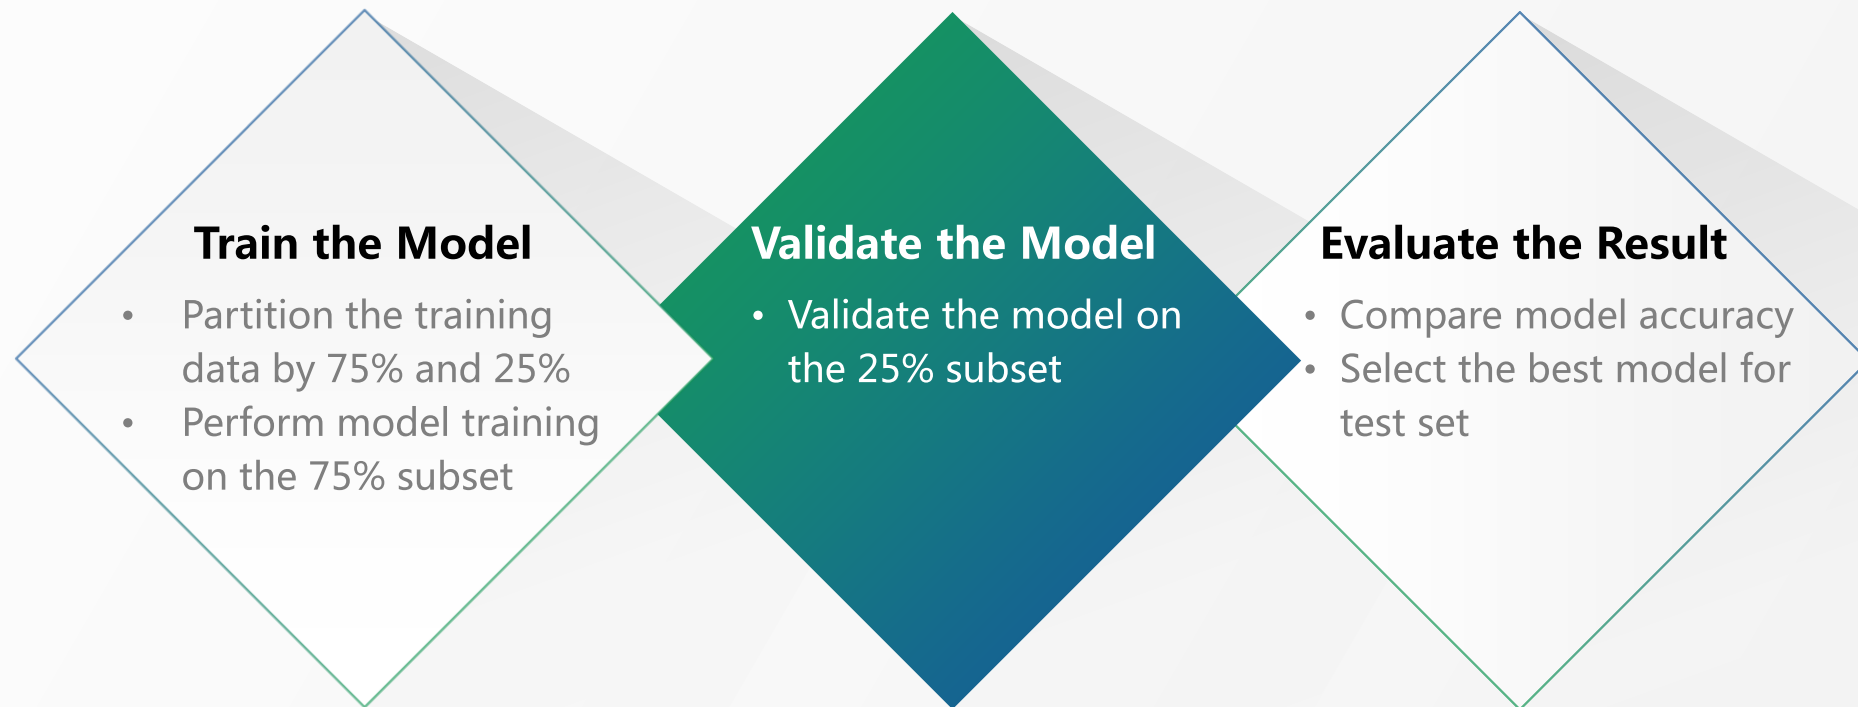 Train the Model
• Partition the training
data by 75% and 25%
• Perform model training
on the 75% subset
Validate the Model
• Validate the model on
the 25% subset
Evaluate the Result
• Compare model accuracy
• Select the best model for
test set